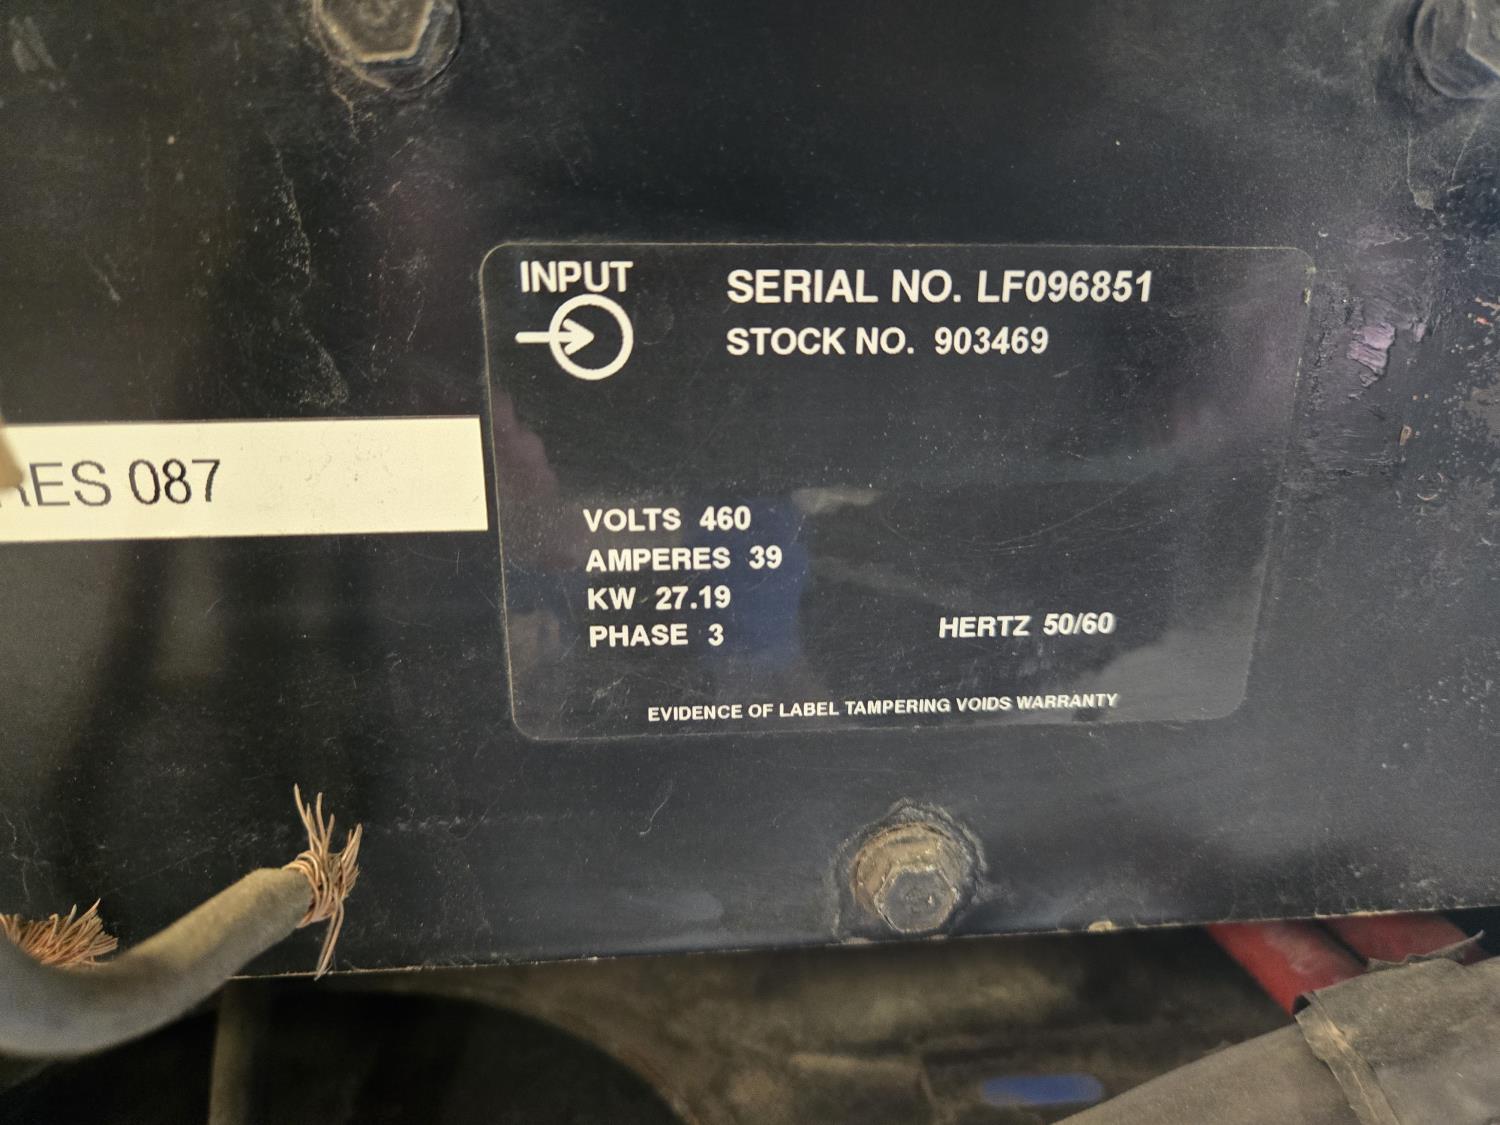 INPUT
SERIAL NO. LF096851
STOCK NO. 903469
087
VOLTS 460
AMPERES 39
KW 27.19
PHASE 3
HERTZ 50/60
EVIDENCE OF LABEL TAMPERING VOIDS WARRANTY